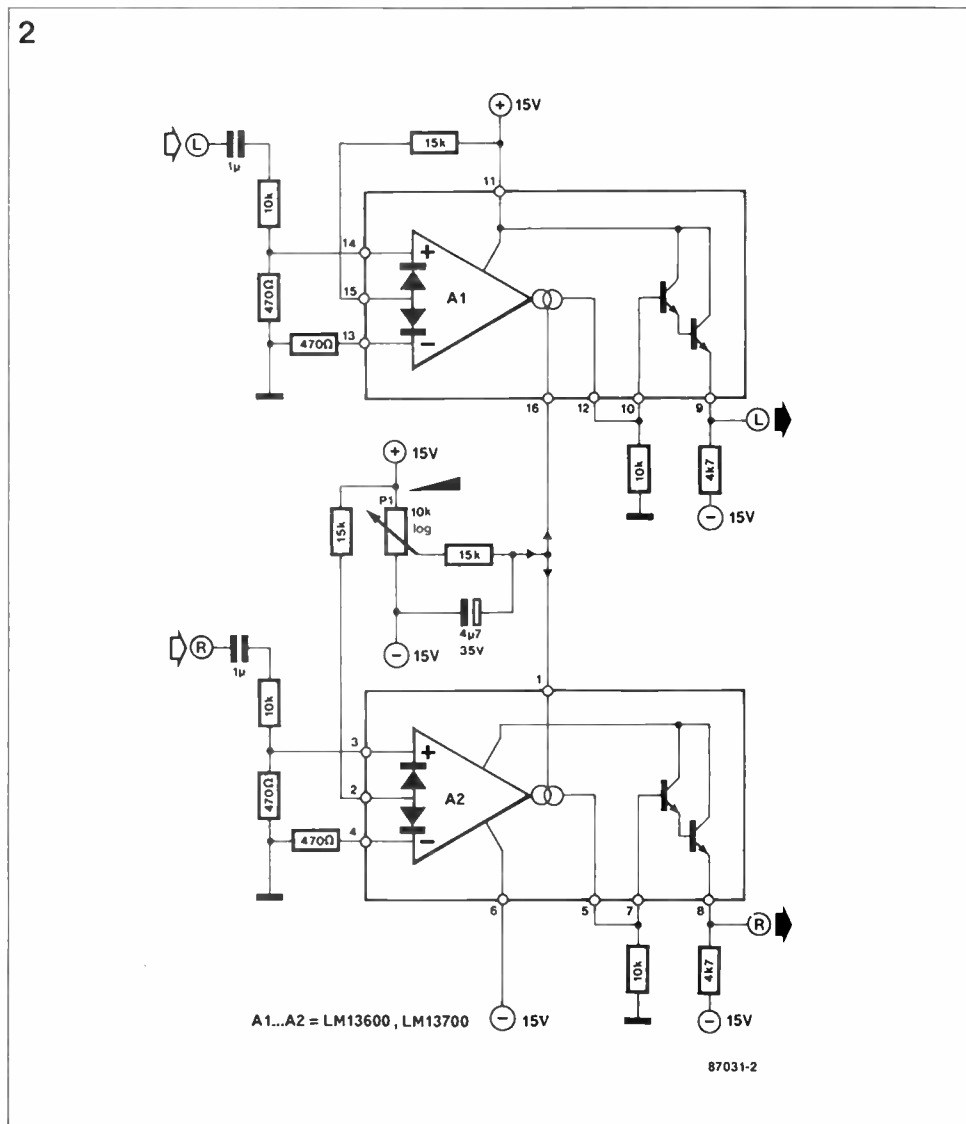 2
+ 15V
L
1μ
15k
11
10k
14
+
A1
470Ω
15
13
470Ω
−
16
12
10
9
L
+ 15V
P1
10k
log
15k
15k
10k
4k7
− 15V
4μ7
35V
− 15V
R
1μ
1
10k
3
+
2
A2
470Ω
4
470Ω
−
6
5
7
8
R
10k
4k7
A1...A2 = LM13600, LM13700
− 15V
− 15V
87031-2